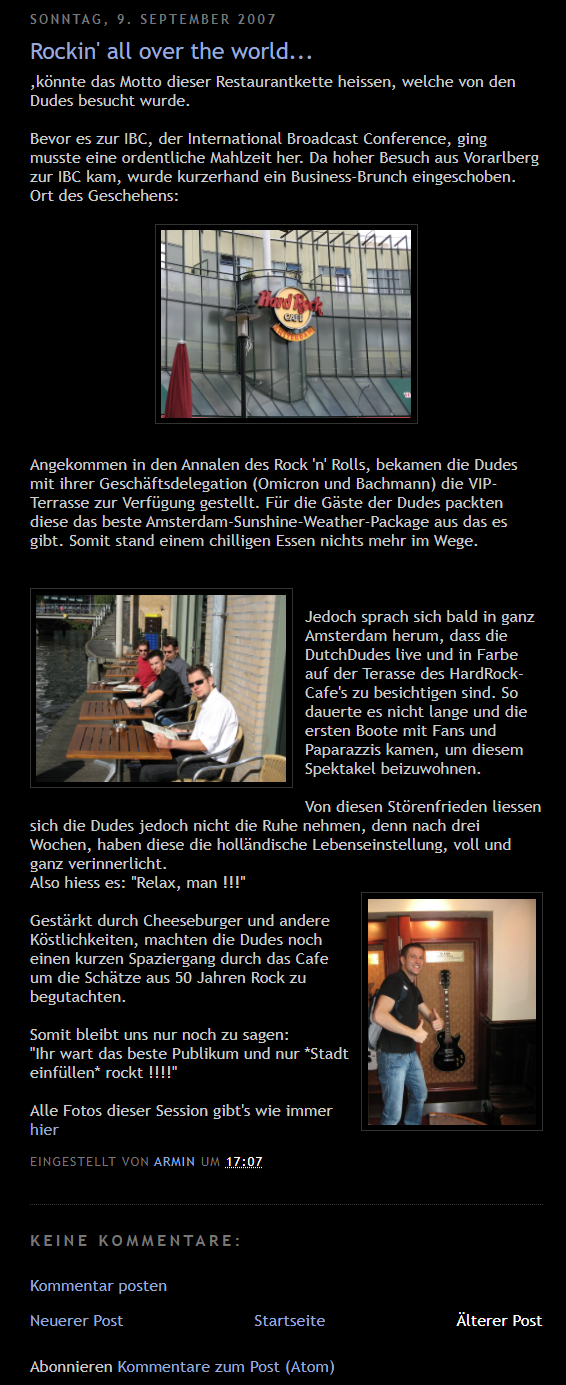 SONNTAG, 9. SEPTEMBER 2007
Rockin' all over the world...
,könnte das Motto dieser Restaurantkette heissen, welche von den
Dudes besucht wurde.
Bevor es zur IBC, der International Broadcast Conference, ging
musste eine ordentliche Mahlzeit her. Da hoher Besuch aus Vorarlberg
zur IBC kam, wurde kurzerhand ein Business-Brunch eingeschoben.
Ort des Geschehens:
Hard Rock
CAFE
AMSTERDAM
Angekommen in den Annalen des Rock 'n' Rolls, bekamen die Dudes
mit ihrer Geschäftsdelegation (Omicron und Bachmann) die VIP-
Terrasse zur Verfügung gestellt. Für die Gäste der Dudes packten
diese das beste Amsterdam-Sunshine-Weather-Package aus das es
gibt. Somit stand einem chilligen Essen nichts mehr im Wege.
Jedoch sprach sich bald in ganz
Amsterdam herum, dass die
DutchDudes live und in Farbe
auf der Terasse des HardRock-
Cafe's zu besichtigen sind. So
dauerte es nicht lange und die
ersten Boote mit Fans und
Paparazzis kamen, um diesem
Spektakel beizuwohnen.
Von diesen Störenfrieden liessen
sich die Dudes jedoch nicht die Ruhe nehmen, denn nach drei
Wochen, haben diese die holländische Lebenseinstellung, voll und
ganz verinnerlicht.
Also hiess es: "Relax, man !!!"
Gestärkt durch Cheeseburger und andere
Köstlichkeiten, machten die Dudes noch
einen kurzen Spaziergang durch das Cafe
um die Schätze aus 50 Jahren Rock zu
begutachten.
Somit bleibt uns nur noch zu sagen:
"Ihr wart das beste Publikum und nur *Stadt
einfüllen* rockt !!!!"
Alle Fotos dieser Session gibt's wie immer
hier
EINGESTELLT VON ARMIN UM 17:07
KEINE KOMMENTARE:
Kommentar posten
Neuerer Post Startseite Älterer Post
Abonnieren Kommentare zum Post (Atom)